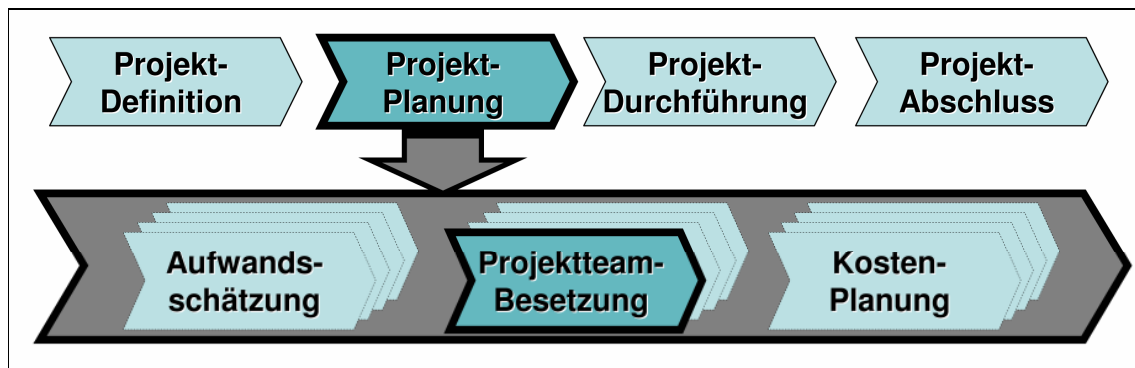 Projekt-
Definition
Projekt-
Planung
Projekt-
Durchführung
Projekt-
Abschluss
Aufwands-
schätzung
Projektteam-
Besetzung
Kosten-
Planung